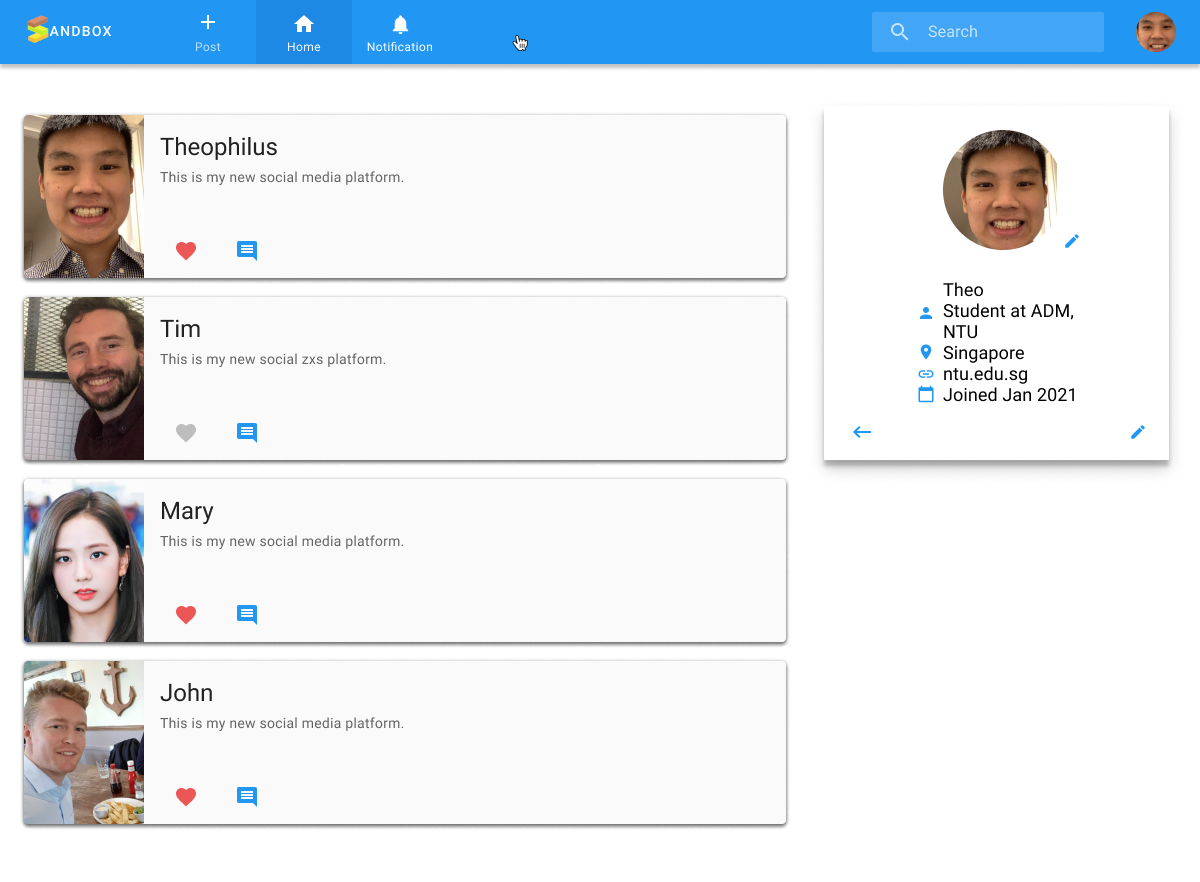 SANDBOX
Post
Home
Notification
Search
Theophilus
This is my new social media platform.
Tim
This is my new social zxs platform.
Mary
This is my new social media platform.
John
This is my new social media platform.
Theo
Student at ADM,
NTU
Singapore
ntu.edu.sg
Joined Jan 2021